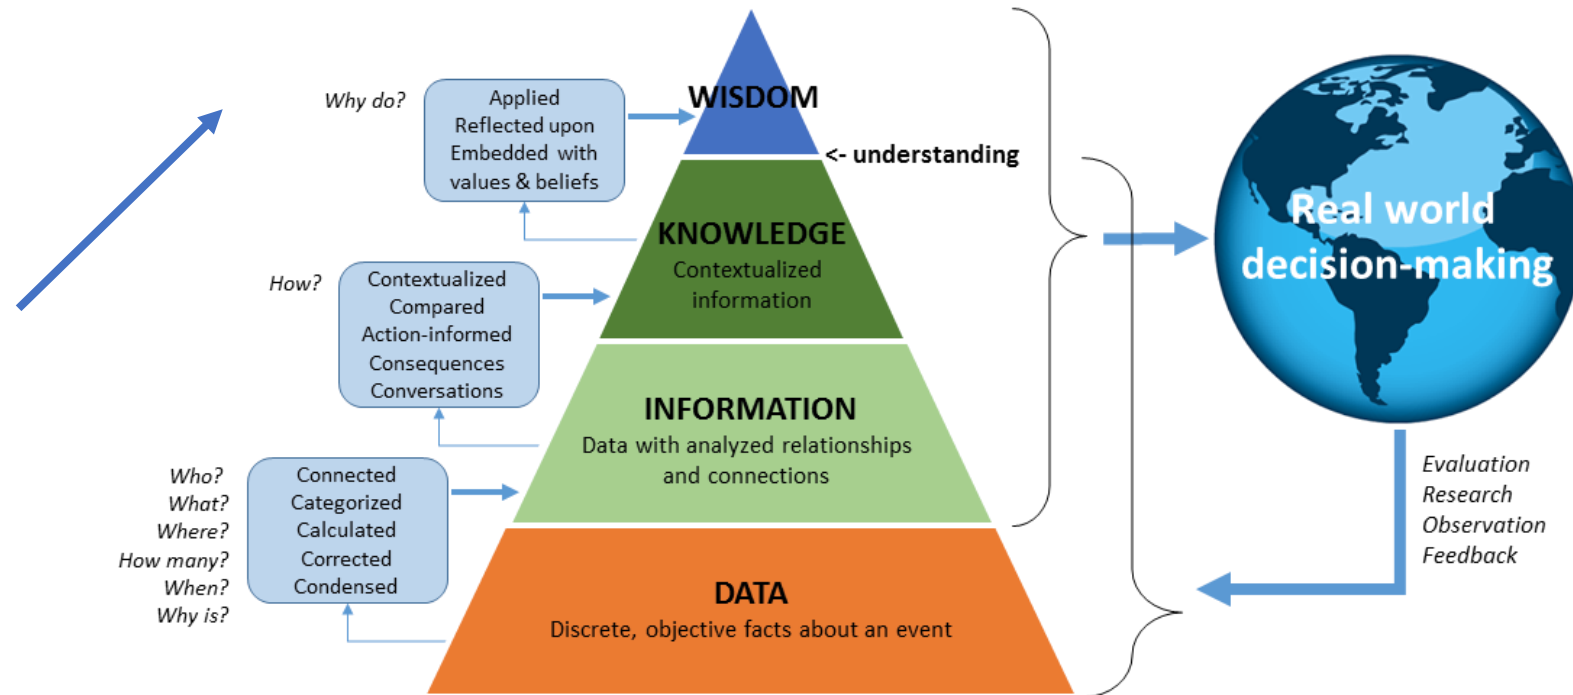 Why do?
Applied
Reflected upon
Embedded with
values & beliefs
WISDOM
<- understanding
How?
Contextualized
Compared
Action-informed
Consequences
Conversations
KNOWLEDGE
Contextualized
information
Who?
What?
Where?
How many?
When?
Why is?
Connected
Categorized
Calculated
Corrected
Condensed
INFORMATION
Data with analyzed relationships
and connections
DATA
Discrete, objective facts about an event
Real world
decision-making
Evaluation
Research
Observation
Feedback